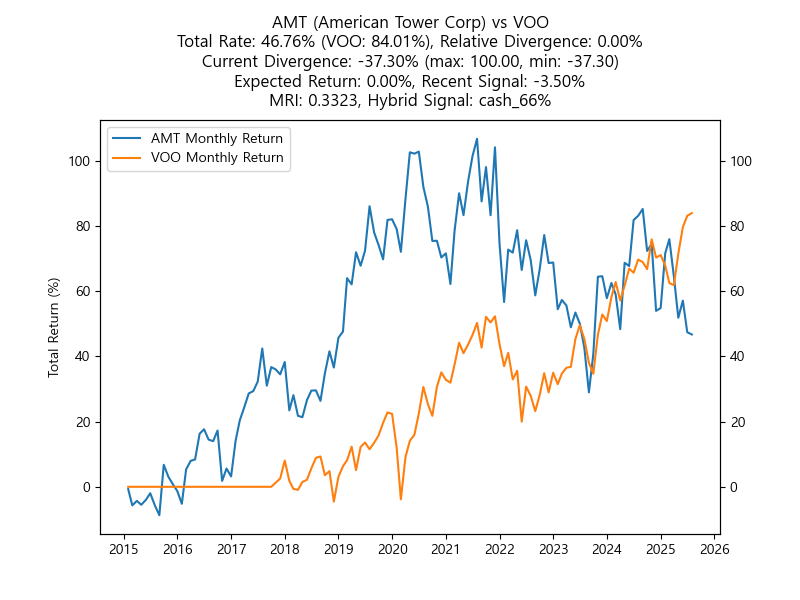 AMT (American Tower Corp) vs VOO
Total Rate: 46.76% (VOO: 84.01%), Relative Divergence: 0.00%
Current Divergence: -37.30% (max: 100.00, min: -37.30)
Expected Return: 0.00%, Recent Signal: -3.50%
MRI: 0.3323, Hybrid Signal: cash_66%
AMT Monthly Return
VOO Monthly Return
100
80
60
40
20
0
Total Return (%)
100
80
60
40
20
0
2015 2016 2017 2018 2019 2020 2021 2022 2023 2024 2025 2026